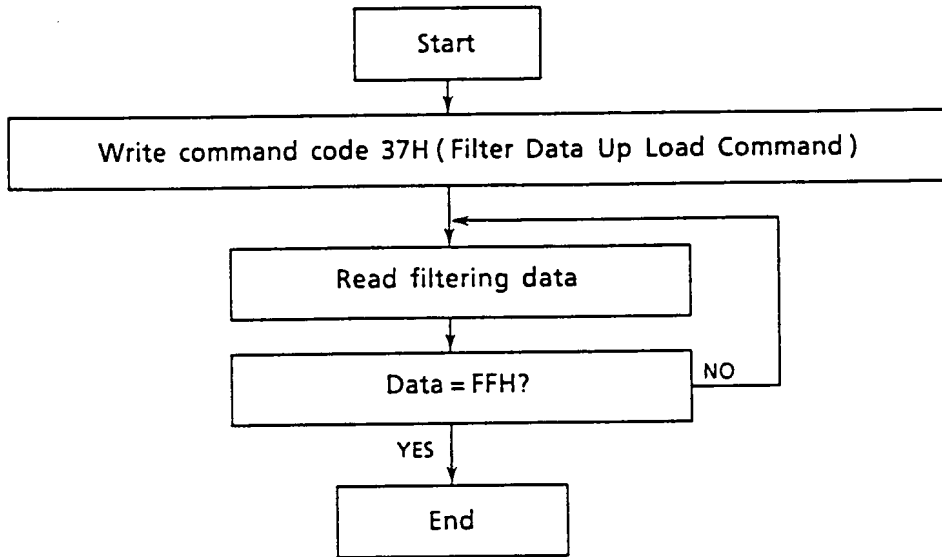 Start
Write command code 37H (Filter Data Up Load Command)
Read filtering data
Data = FFH?
NO
YES
End